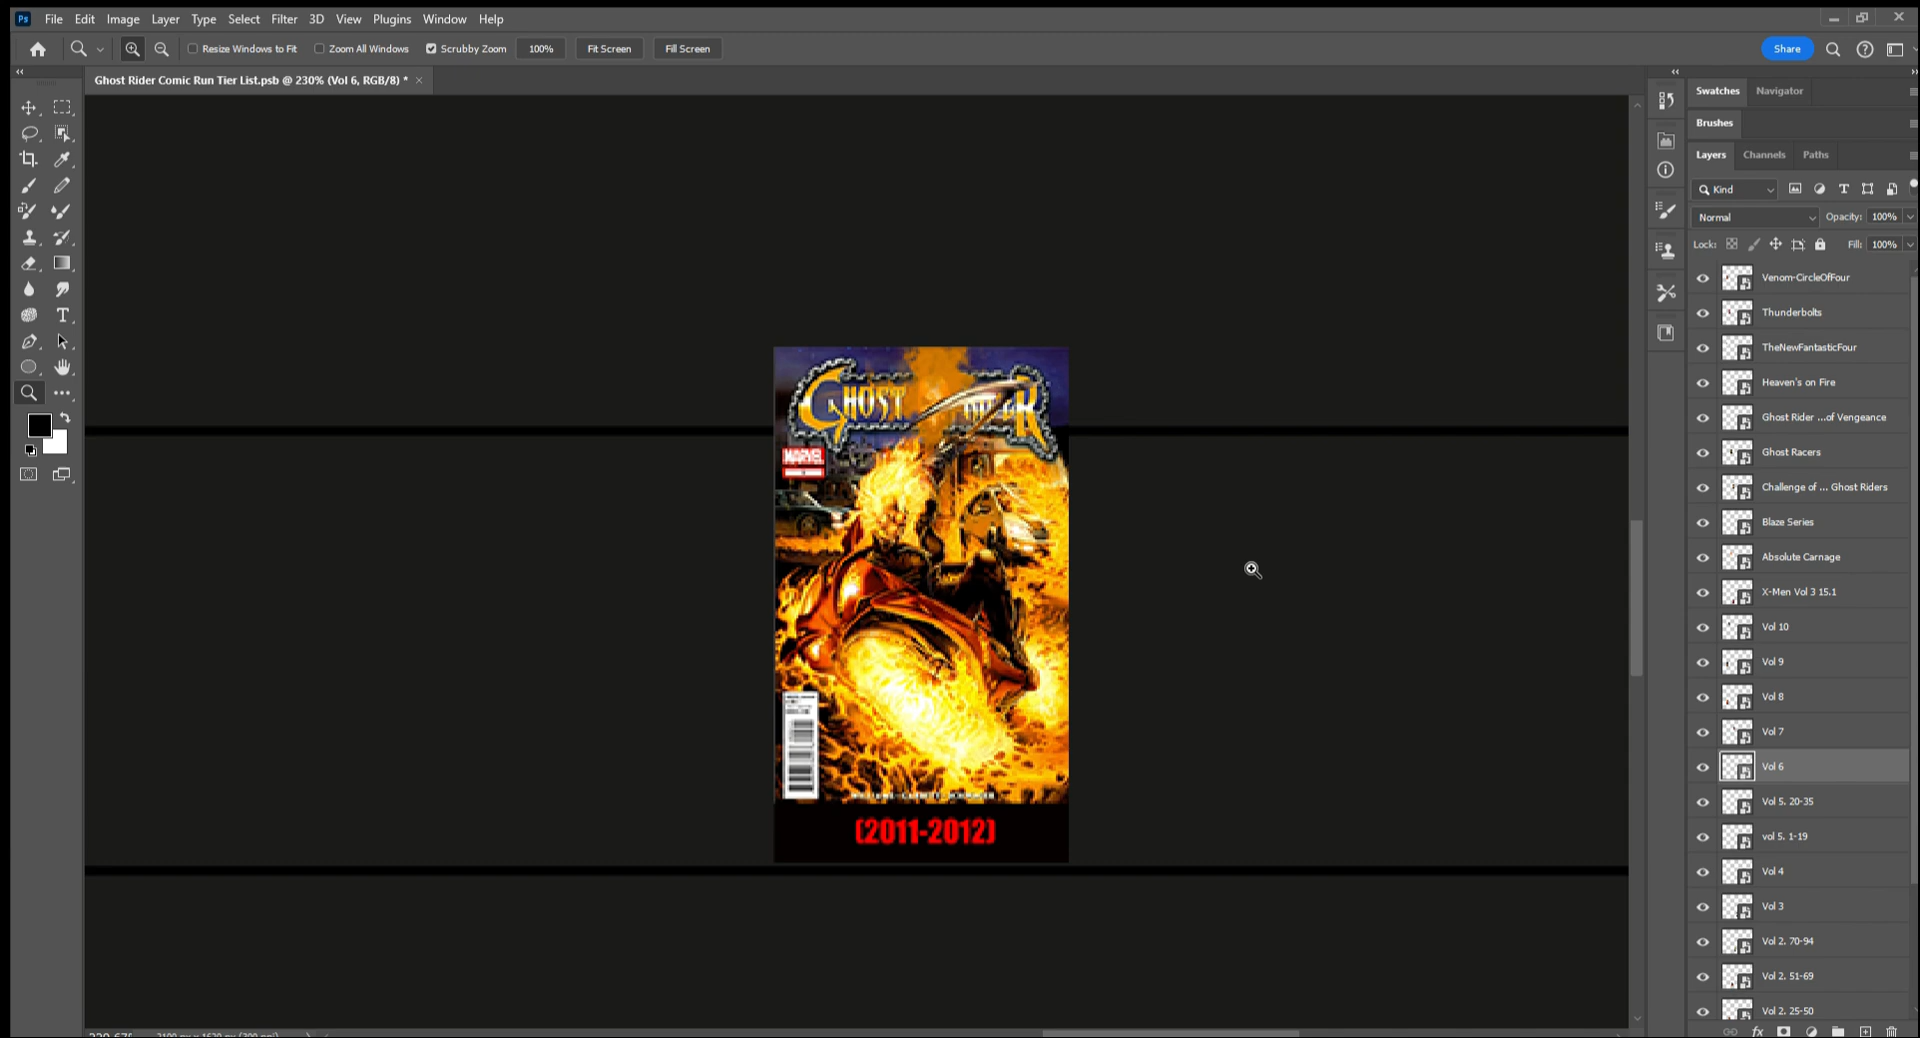 Ps File Edit Image Layer Type Select Filter 3D View Plugins Window Help
Resize Windows to Fit Zoom All Windows Scrubby Zoom 100% Fit Screen Fill Screen Share
Ghost Rider Comic Run Tier List.psb @ 230% (Vol 6, RGB/8) * ×
Swatches Navigator
Brushes
Layers Channels Paths
Kind
Normal Opacity: 100%
Lock: Fill: 100%
Venom-CircleOfFour
Thunderbolts
TheNewFantasticFour
Heaven's on Fire
Ghost Rider ...of Vengeance
Ghost Racers
Challenge of ... Ghost Riders
Blaze Series
Absolute Carnage
X-Men Vol 3 15.1
Vol 10
Vol 9
Vol 8
Vol 7
Vol 6
Vol 5. 20-35
vol 5. 1-19
Vol 4
Vol 3
Vol 2. 70-94
Vol 2. 51-69
Vol 2. 25-50
GHOST RIDER
MARVEL
(2011-2012)